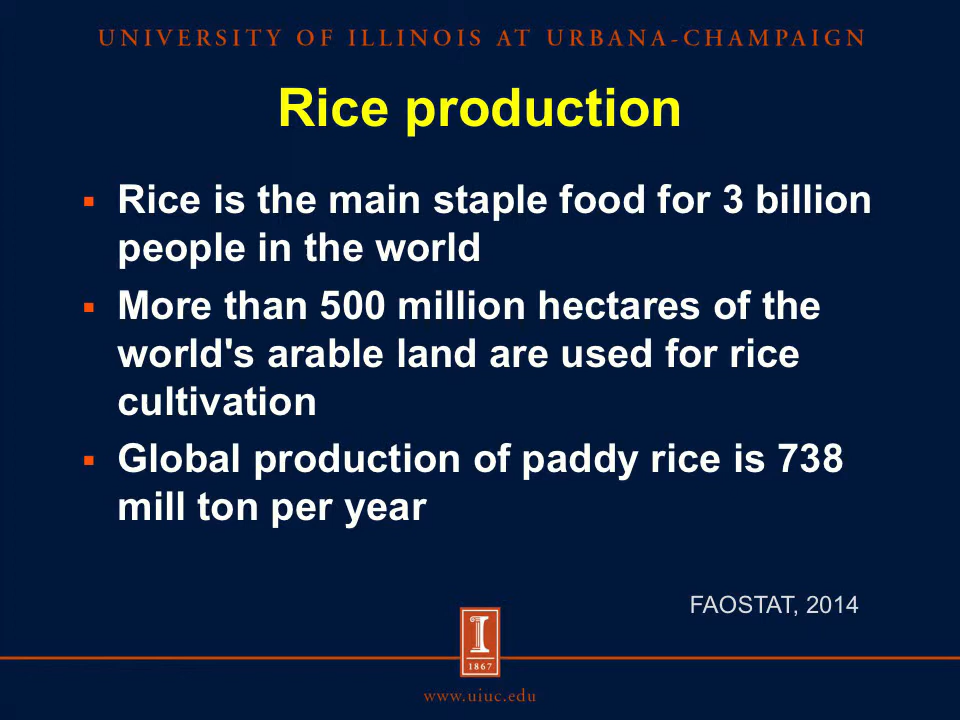 UNIVERSITY OF ILLINOIS AT URBANA-CHAMPAIGN
Rice production
▪ Rice is the main staple food for 3 billion
people in the world
▪ More than 500 million hectares of the
world's arable land are used for rice
cultivation
▪ Global production of paddy rice is 738
mill ton per year
FAOSTAT, 2014
I
1867
www.uiuc.edu